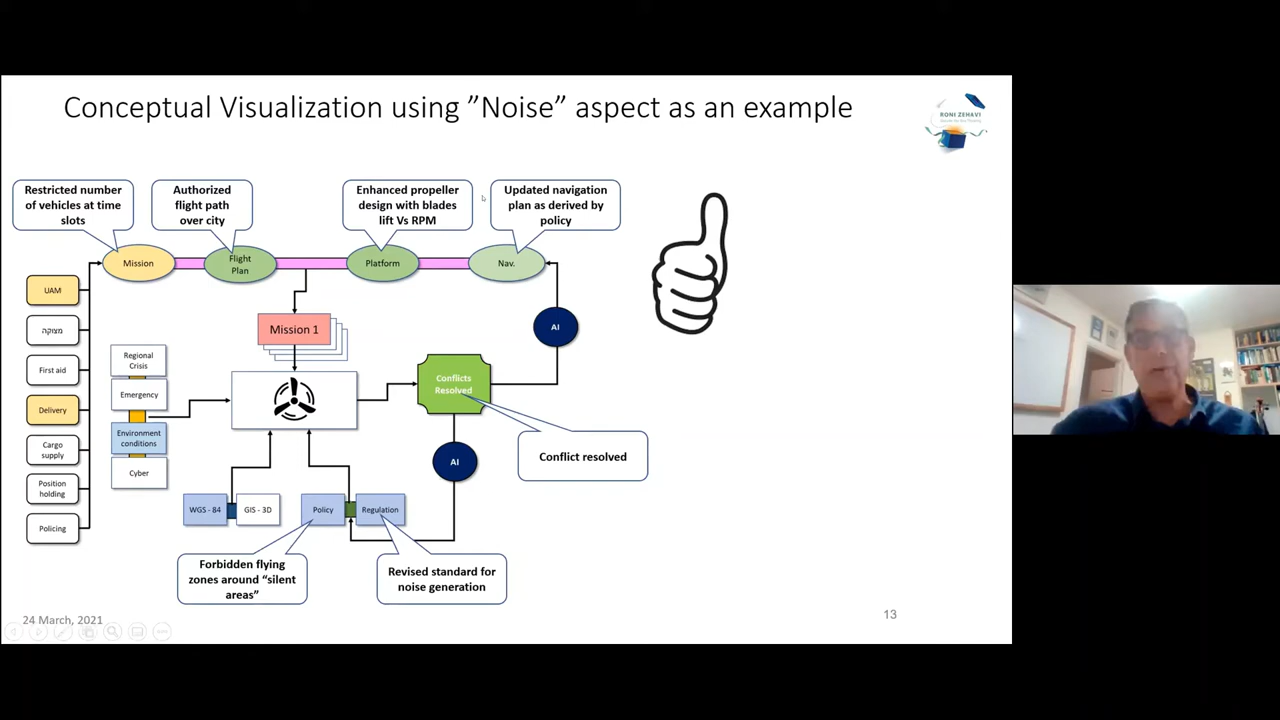 Conceptual Visualization using ”Noise” aspect as an example
RONI ZEHAVI
Restricted number
of vehicles at time
slots
Authorized
flight path
over city
Enhanced propeller
design with blades
lift Vs RPM
Updated navigation
plan as derived by
policy
Mission
Flight
Plan
Platform
Nav.
UAM
מצוקה
First aid
Delivery
Cargo
supply
Position
holding
Policing
Regional
Crisis
Emergency
Environment
conditions
Cyber
Mission 1
AI
Conflicts
Resolved
AI
Conflict resolved
WGS - 84
GIS - 3D
Policy
Regulation
Forbidden flying
zones around “silent
areas”
Revised standard for
noise generation
24 March, 2021
13